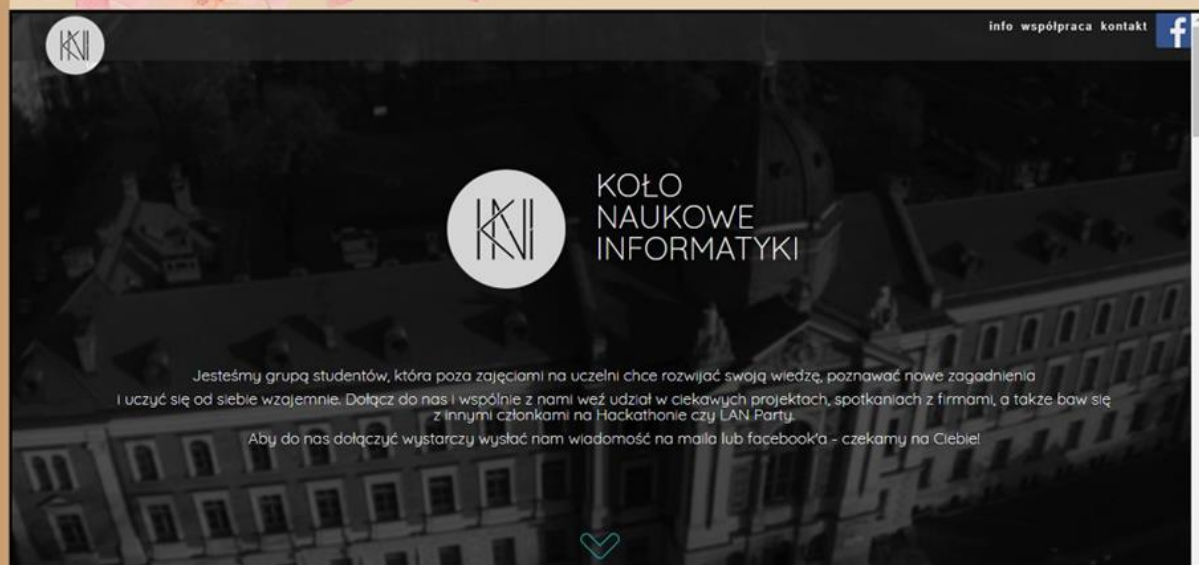 KNI
info współpraca kontakt
f
KNI
KOŁO
NAUKOWE
INFORMATYKI
Jesteśmy grupą studentów, która poza zajęciami na uczelni chce rozwijać swoją wiedzę, poznawać nowe zagadnienia
i uczyć się od siebie wzajemnie. Dołącz do nas i wspólnie z nami weź udział w ciekawych projektach, spotkaniach z firmami, a także baw się
z innymi członkami na Hackathonie czy LAN Party.
Aby do nas dołączyć wystarczy wysłać nam wiadomość na maila lub facebook'a - czekamy na Ciebie!